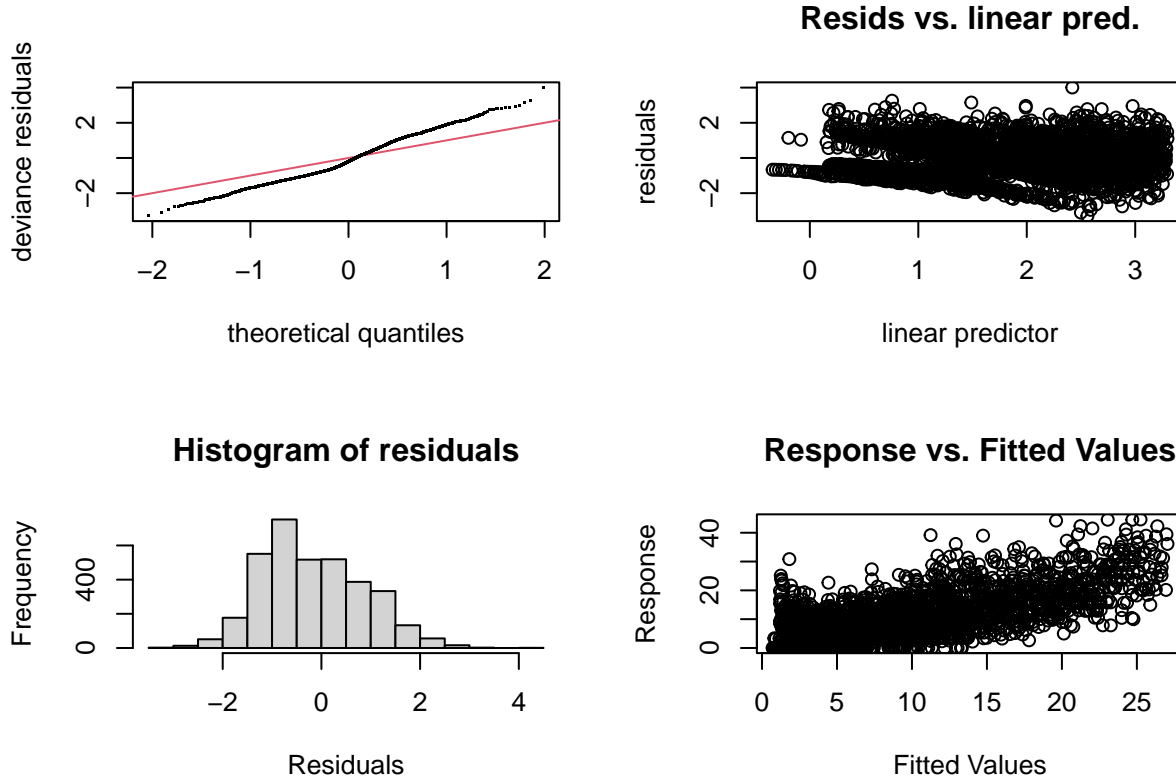 deviance residuals
−2
2
−2
−1
0
1
2
theoretical quantiles
Resids vs. linear pred.
residuals
−2
2
0
1
2
3
linear predictor
Histogram of residuals
Frequency
0
400
−2
0
2
4
Residuals
Response vs. Fitted Values
Response
0
20
40
0
5
10
15
20
25
Fitted Values